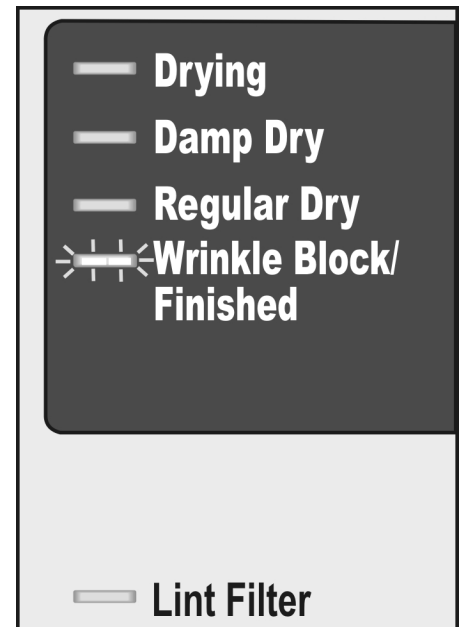 Drying
Damp Dry
Regular Dry
Wrinkle Block/
Finished
Lint Filter